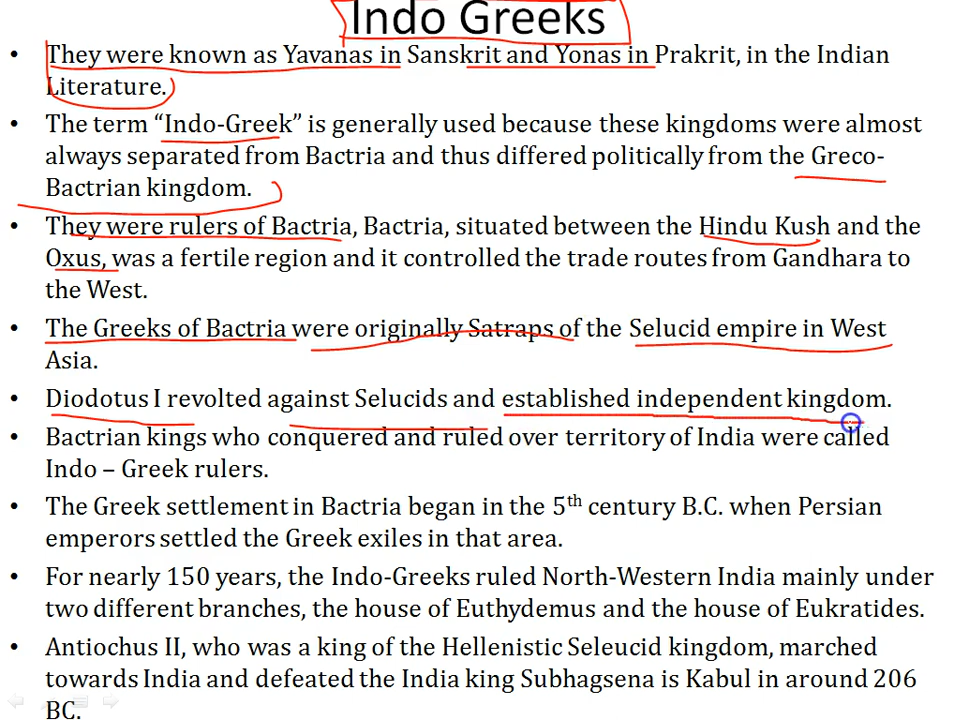 Indo Greeks
• They were known as Yavanas in Sanskrit and Yonas in Prakrit, in the Indian
Literature.
• The term “Indo-Greek” is generally used because these kingdoms were almost
always separated from Bactria and thus differed politically from the Greco-
Bactrian kingdom.
• They were rulers of Bactria, Bactria, situated between the Hindu Kush and the
Oxus, was a fertile region and it controlled the trade routes from Gandhara to
the West.
• The Greeks of Bactria were originally Satraps of the Selucid empire in West
Asia.
• Diodotus I revolted against Selucids and established independent kingdom.
• Bactrian kings who conquered and ruled over territory of India were called
Indo – Greek rulers.
• The Greek settlement in Bactria began in the 5th century B.C. when Persian
emperors settled the Greek exiles in that area.
• For nearly 150 years, the Indo-Greeks ruled North-Western India mainly under
two different branches, the house of Euthydemus and the house of Eukratides.
• Antiochus II, who was a king of the Hellenistic Seleucid kingdom, marched
towards India and defeated the India king Subhagsena is Kabul in around 206
BC.